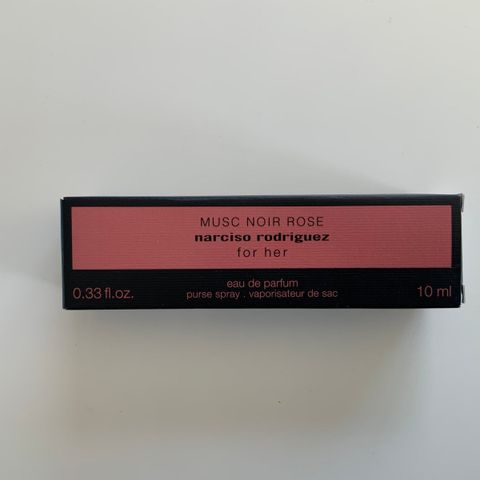 MUSC NOIR ROSE
narciso rodriguez
for her
eau de parfum
0.33 fl.oz. purse spray . vaporisateur de sac 10 ml